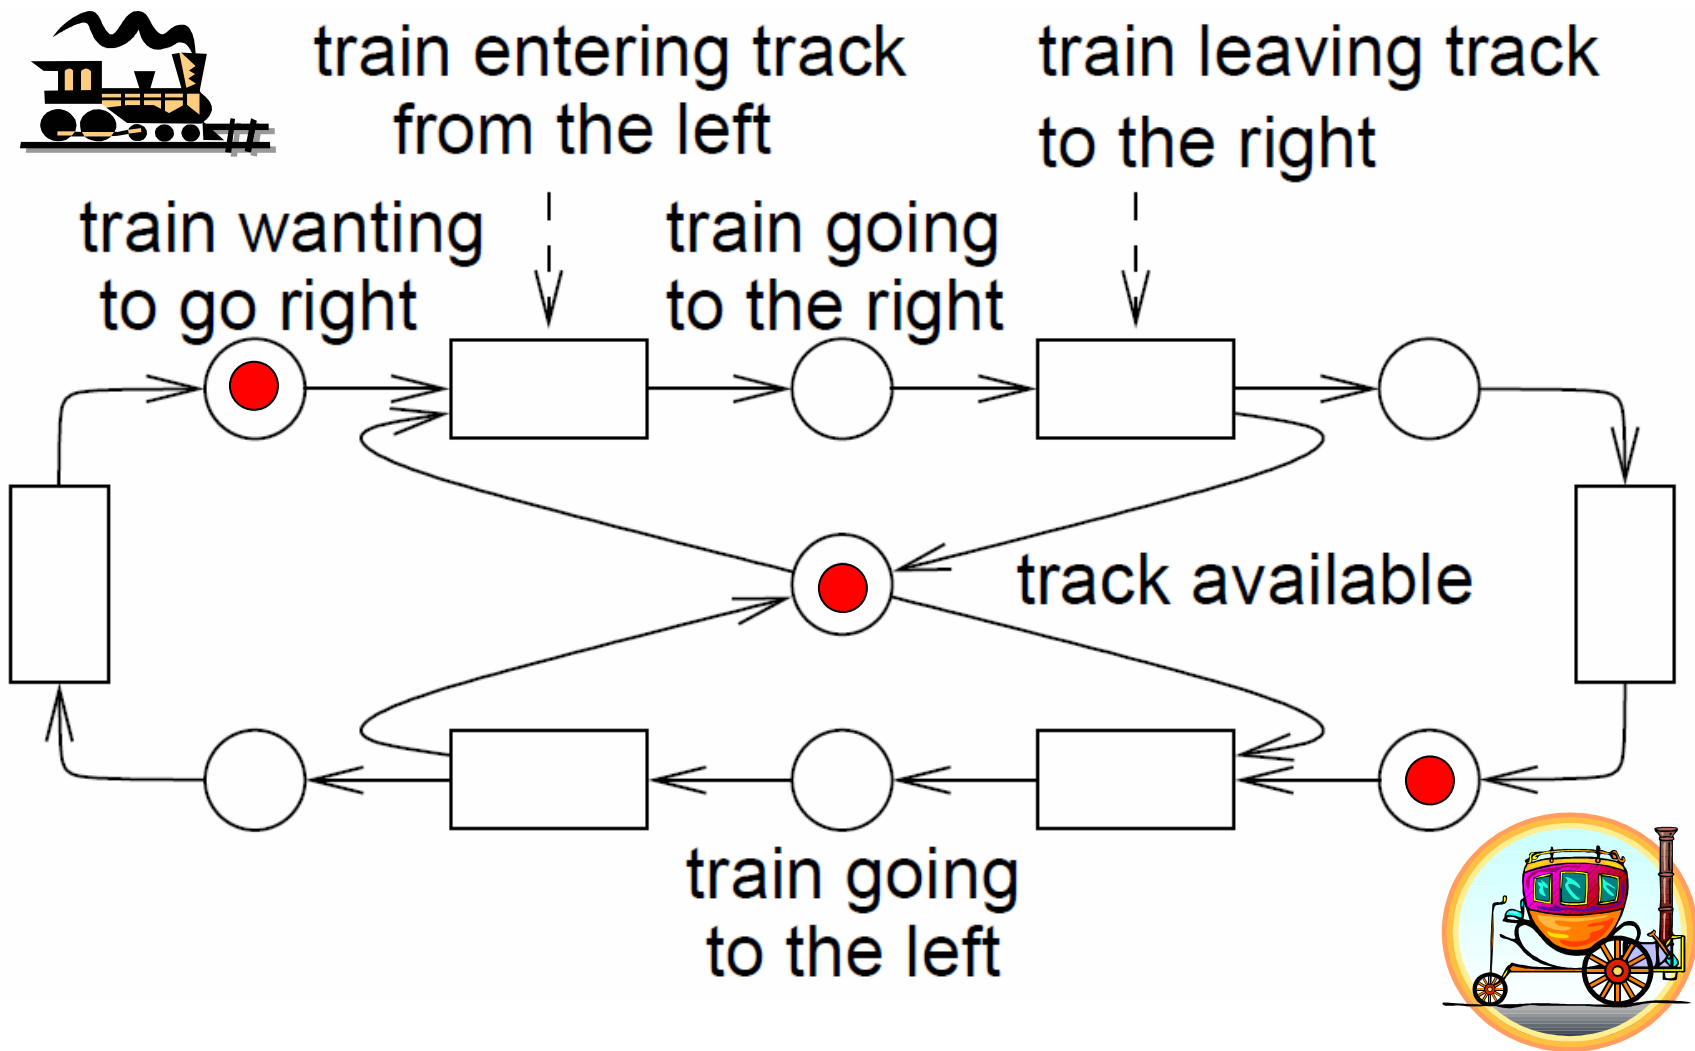 train entering track
from the left
train leaving track
to the right
train wanting
to go right
train going
to the right
track available
train going
to the left